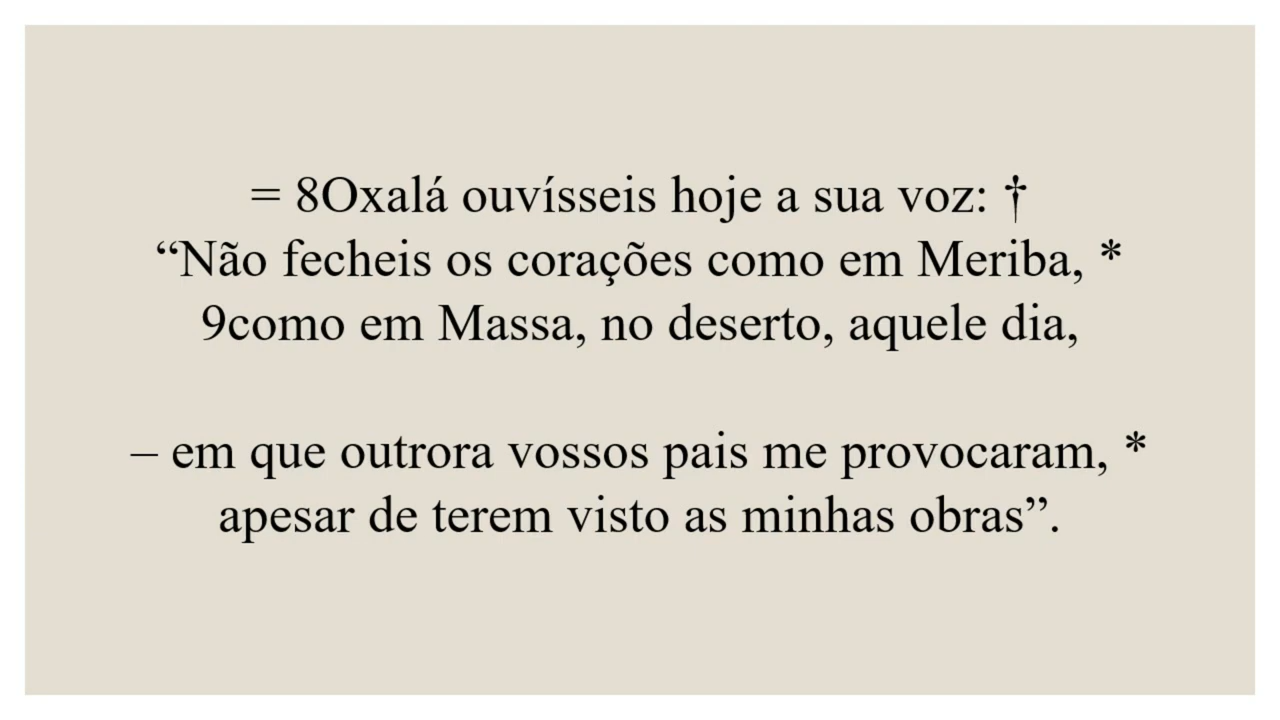 = 8Oxalá ouvísseis hoje a sua voz: †
“Não fecheis os corações como em Meriba, *
9como em Massa, no deserto, aquele dia,
– em que outrora vossos pais me provocaram, *
apesar de terem visto as minhas obras”.